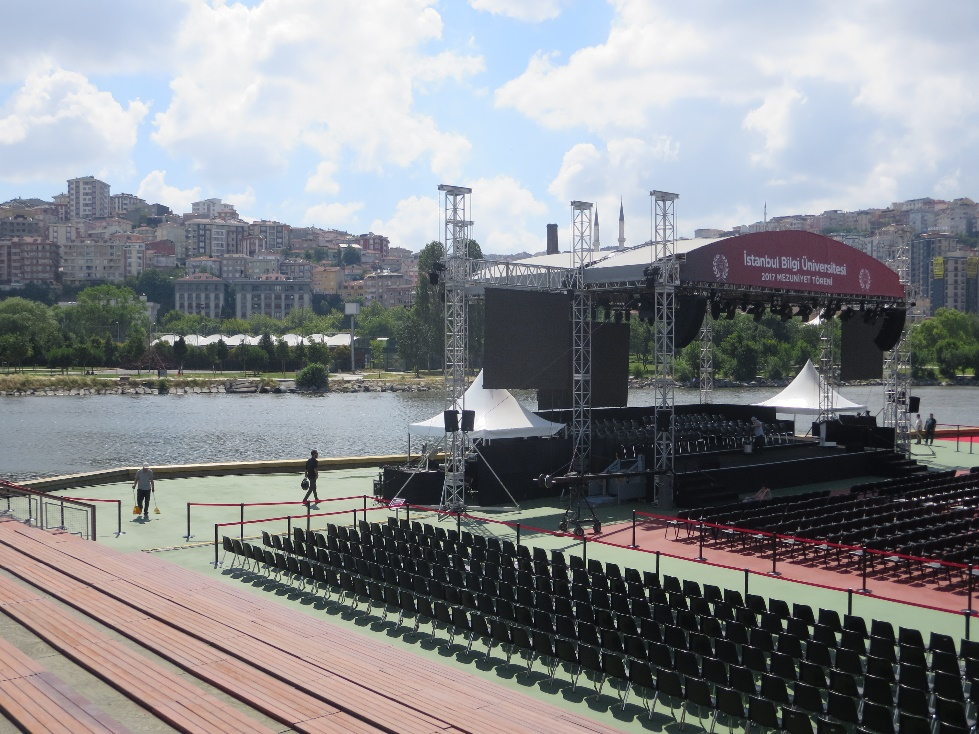 İstanbul Bilgi Üniversitesi
2017 MEZUNİYET TÖRENİ